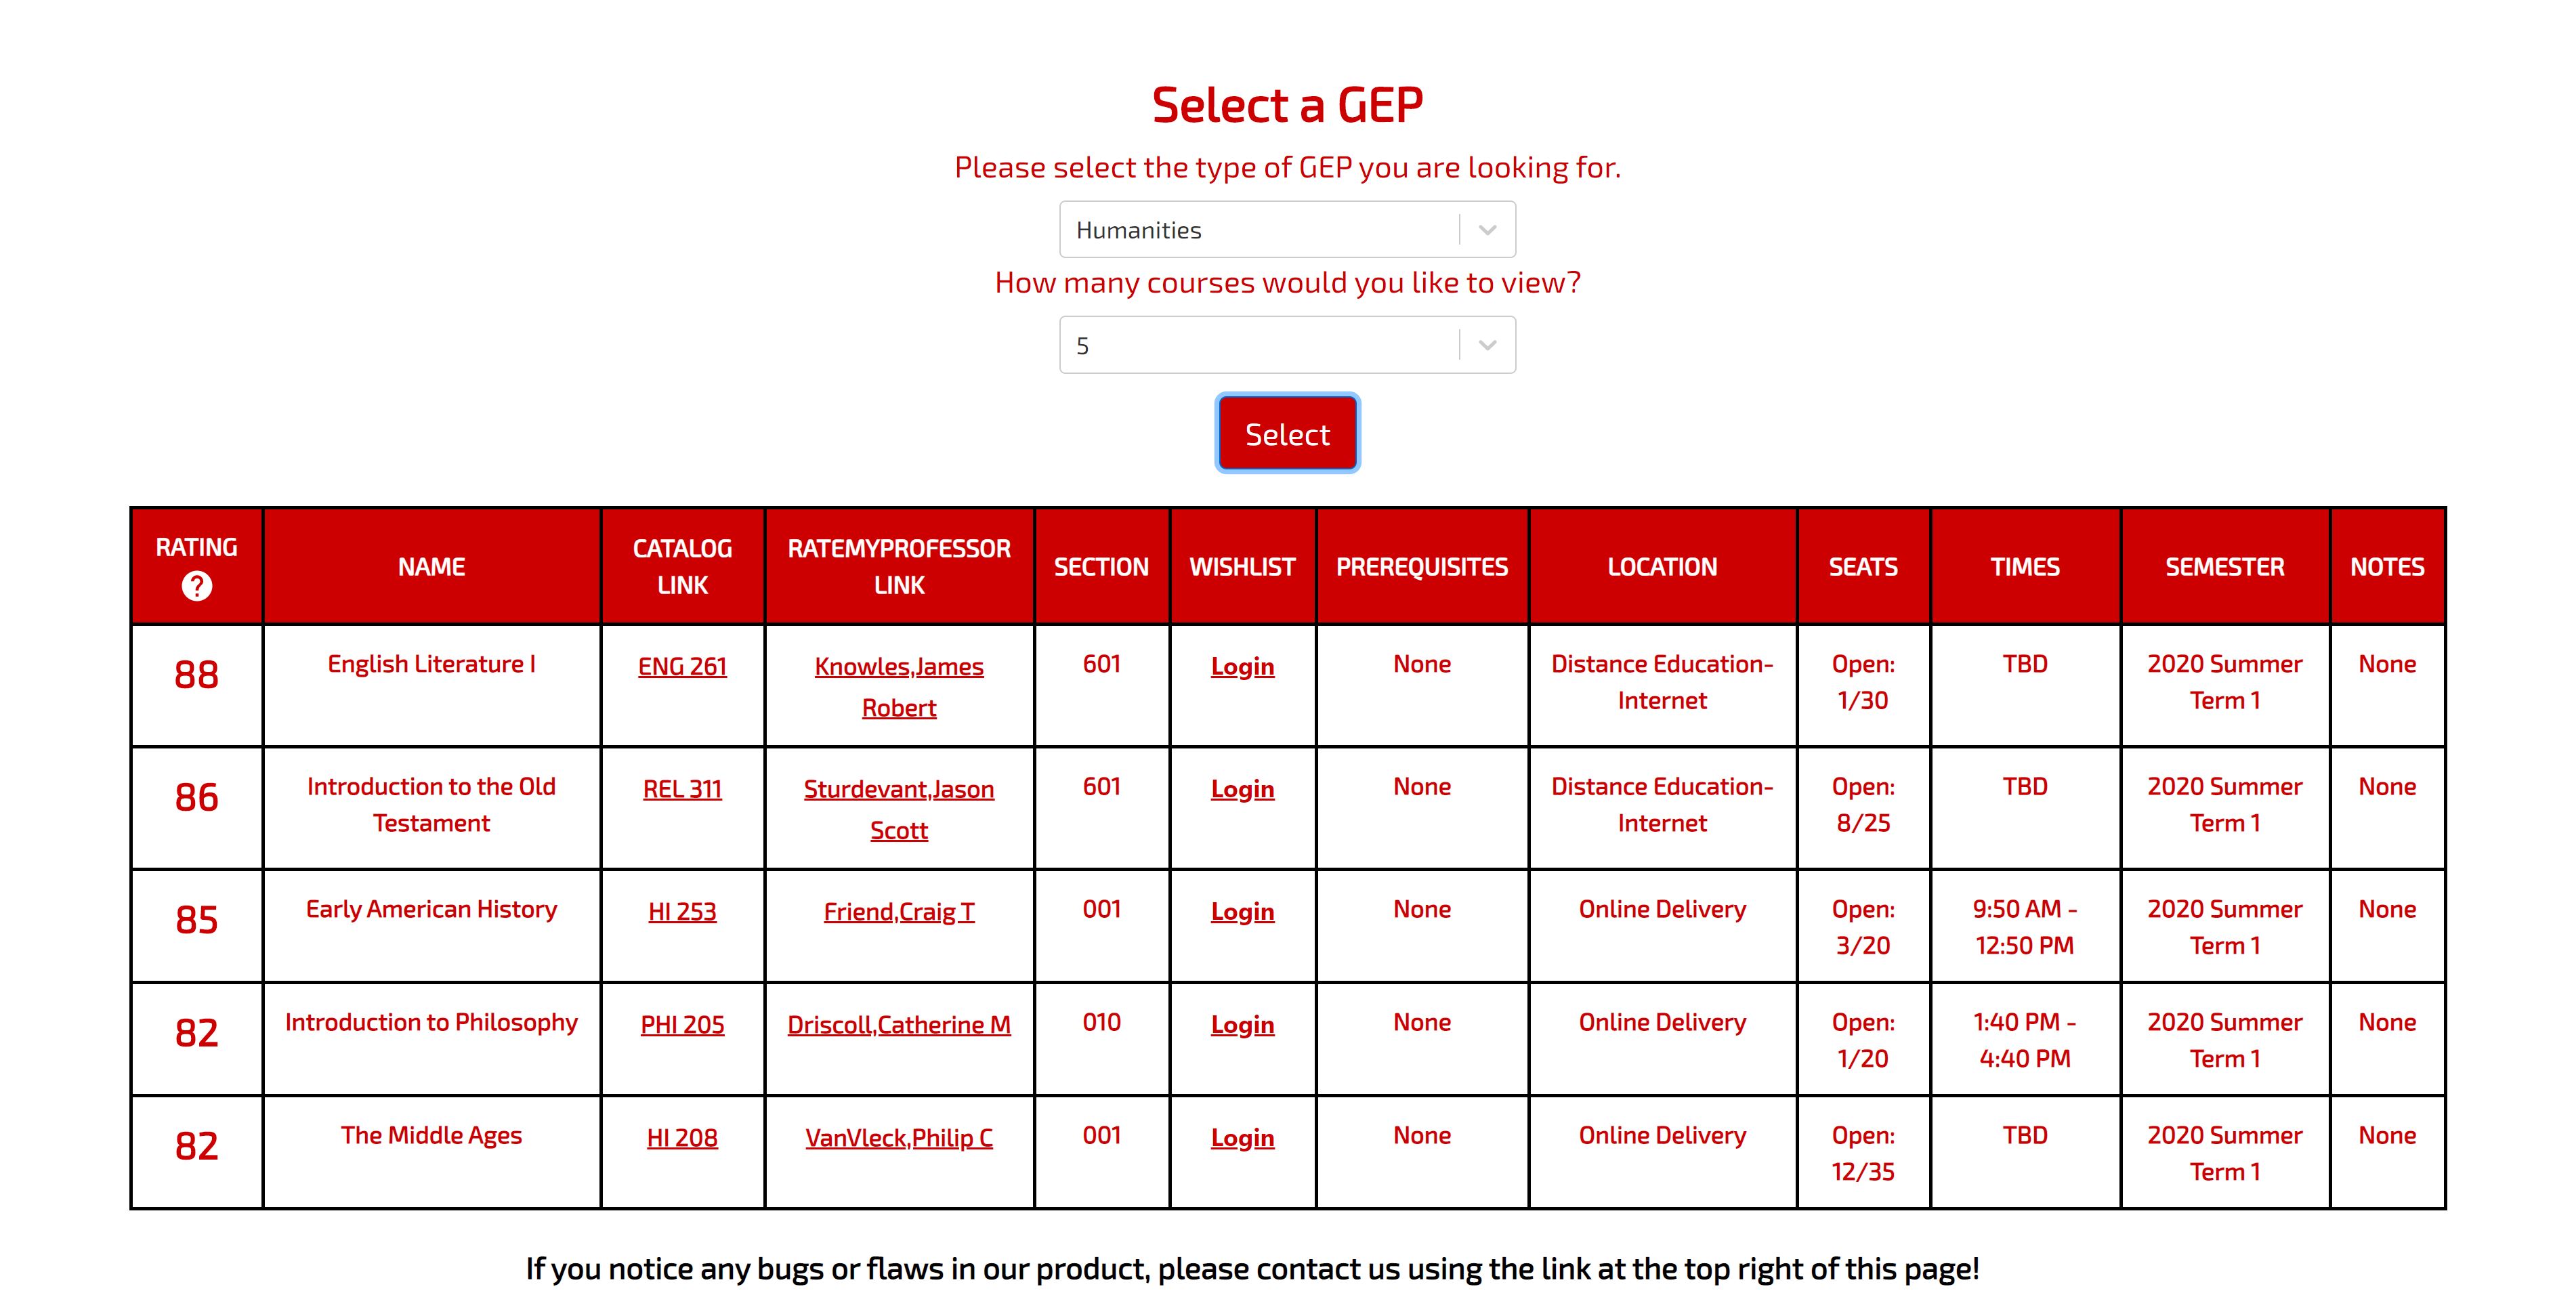 Select a GEP
Please select the type of GEP you are looking for.
Humanities
How many courses would you like to view?
5
Select
RATING ? NAME CATALOG LINK RATEMYPROFESSOR LINK SECTION WISHLIST PREREQUISITES LOCATION SEATS TIMES SEMESTER NOTES
88 English Literature I ENG 261 Knowles,James Robert 601 Login None Distance Education-Internet Open: 1/30 TBD 2020 Summer Term 1 None
86 Introduction to the Old Testament REL 311 Sturdevant,Jason Scott 601 Login None Distance Education-Internet Open: 8/25 TBD 2020 Summer Term 1 None
85 Early American History HI 253 Friend,Craig T 001 Login None Online Delivery Open: 3/20 9:50 AM - 12:50 PM 2020 Summer Term 1 None
82 Introduction to Philosophy PHI 205 Driscoll,Catherine M 010 Login None Online Delivery Open: 1/20 1:40 PM - 4:40 PM 2020 Summer Term 1 None
82 The Middle Ages HI 208 VanVleck,Philip C 001 Login None Online Delivery Open: 12/35 TBD 2020 Summer Term 1 None
If you notice any bugs or flaws in our product, please contact us using the link at the top right of this page!